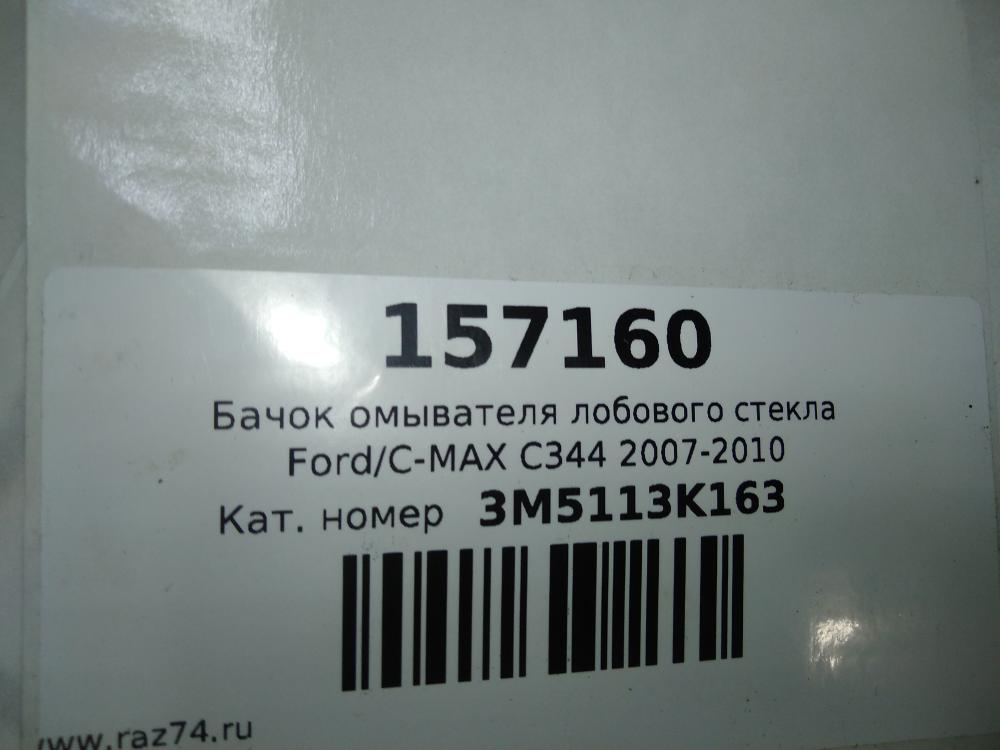 157160
Бачок омывателя лобового стекла
Ford/C-MAX C344 2007-2010
Кат. номер 3M5113K163
www.raz74.ru